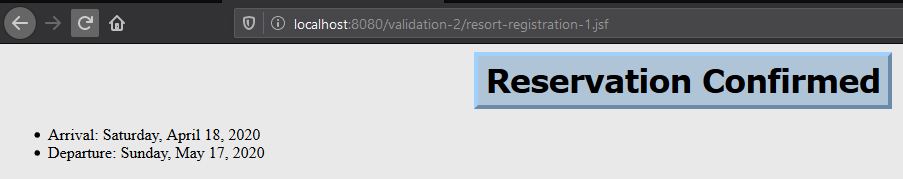 localhost:8080/validation-2/resort-registration-1.jsf
Reservation Confirmed
Arrival: Saturday, April 18, 2020
Departure: Sunday, May 17, 2020